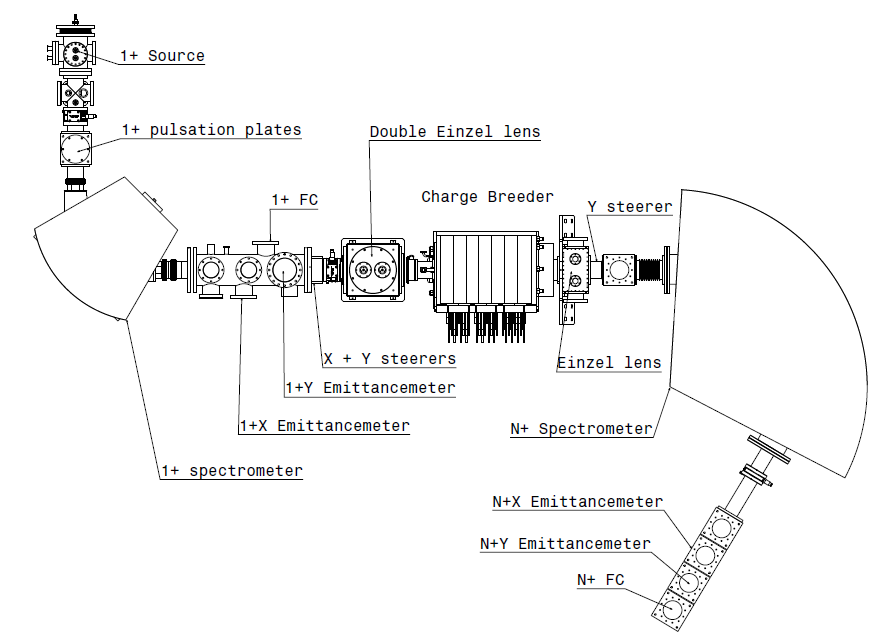 1+ Source
1+ pulsation plates
Double Einzel lens
Charge Breeder
1+ FC
Y steerer
X + Y steerers
Einzel lens
1+Y Emittancemeter
1+X Emittancemeter
N+ Spectrometer
1+ spectrometer
N+X Emittancemeter
N+Y Emittancemeter
N+ FC